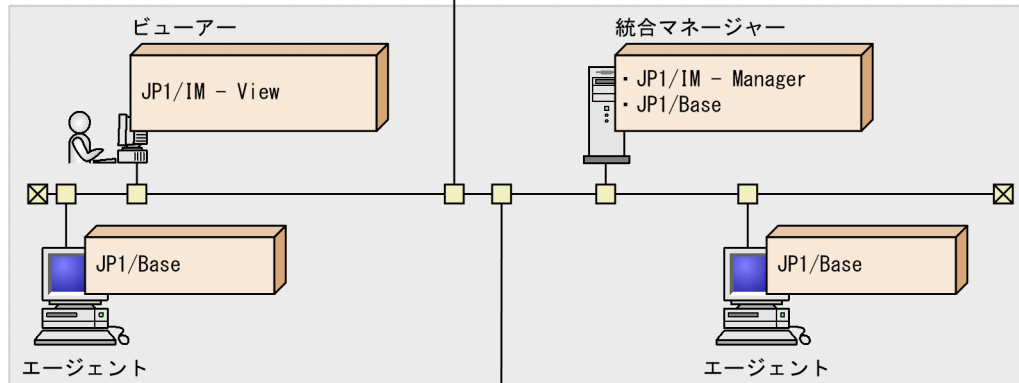 ビューアー
統合マネージャー
JP1/IM - View
・JP1/IM - Manager
・JP1/Base
JP1/Base
JP1/Base
エージェント
エージェント